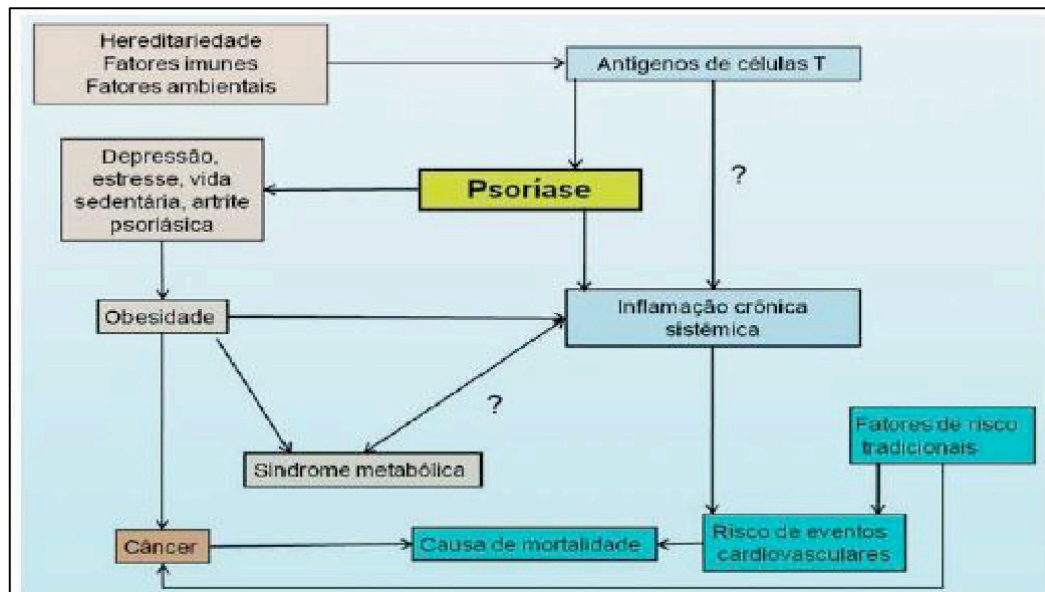 Hereditariedade
Fatores imunes
Fatores ambientais
Antígenos de células T
Depressão,
estresse, vida
sedentária, artrite
psoriásica
Psoríase
?
Obesidade
Inflamação crônica
sistêmica
?
Síndrome metabólica
Fatores de risco
tradicionais
Câncer
Causa de mortalidade
Risco de eventos
cardiovasculares